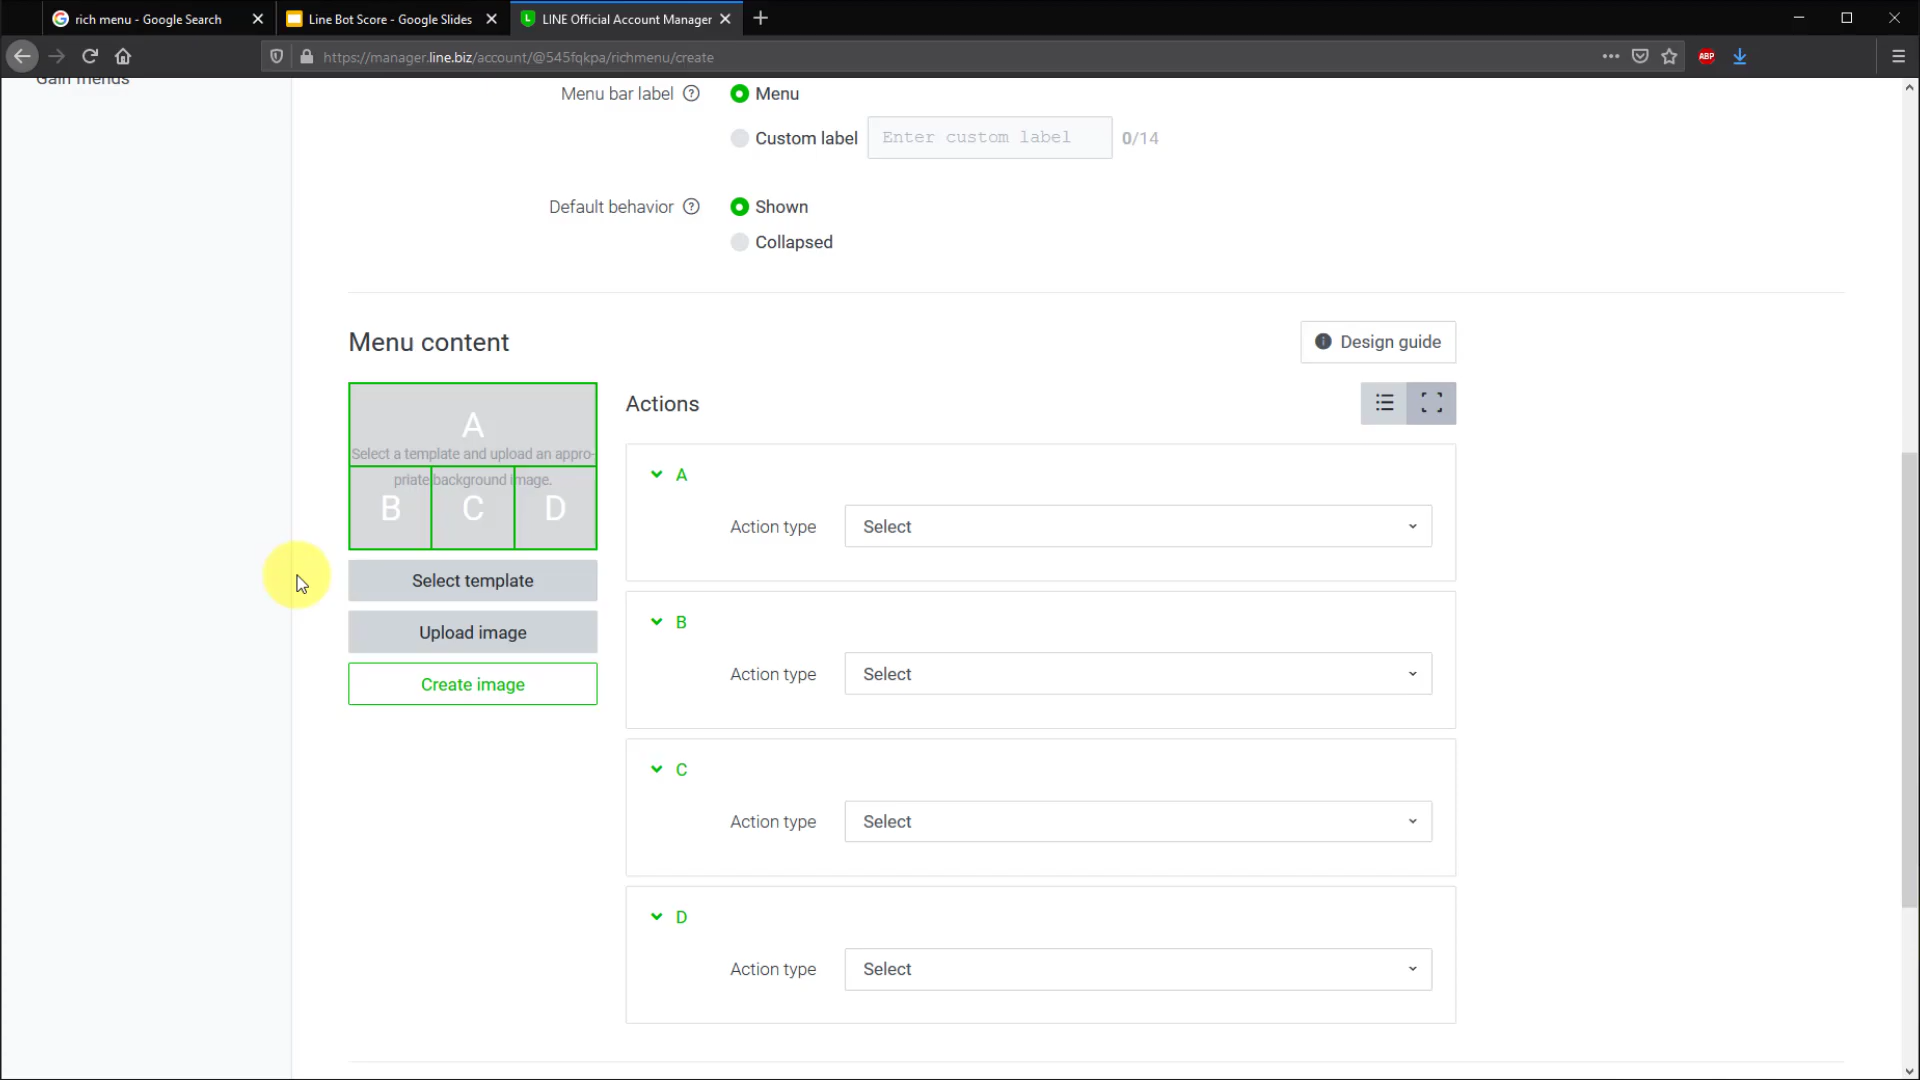 rich menu - Google Search
Line Bot Score - Google Slides
LINE Official Account Manager
https://manager.line.biz/account/@545fqkpa/richmenu/create
ABP
Gain friends
Menu bar label
Menu
Custom label
Enter custom label
0/14
Default behavior
Shown
Collapsed
Menu content
Design guide
A
Select a template and upload an appro-
priate background image.
B C D
Select template
Upload image
Create image
Actions
A
Action type
Select
B
Action type
Select
C
Action type
Select
D
Action type
Select